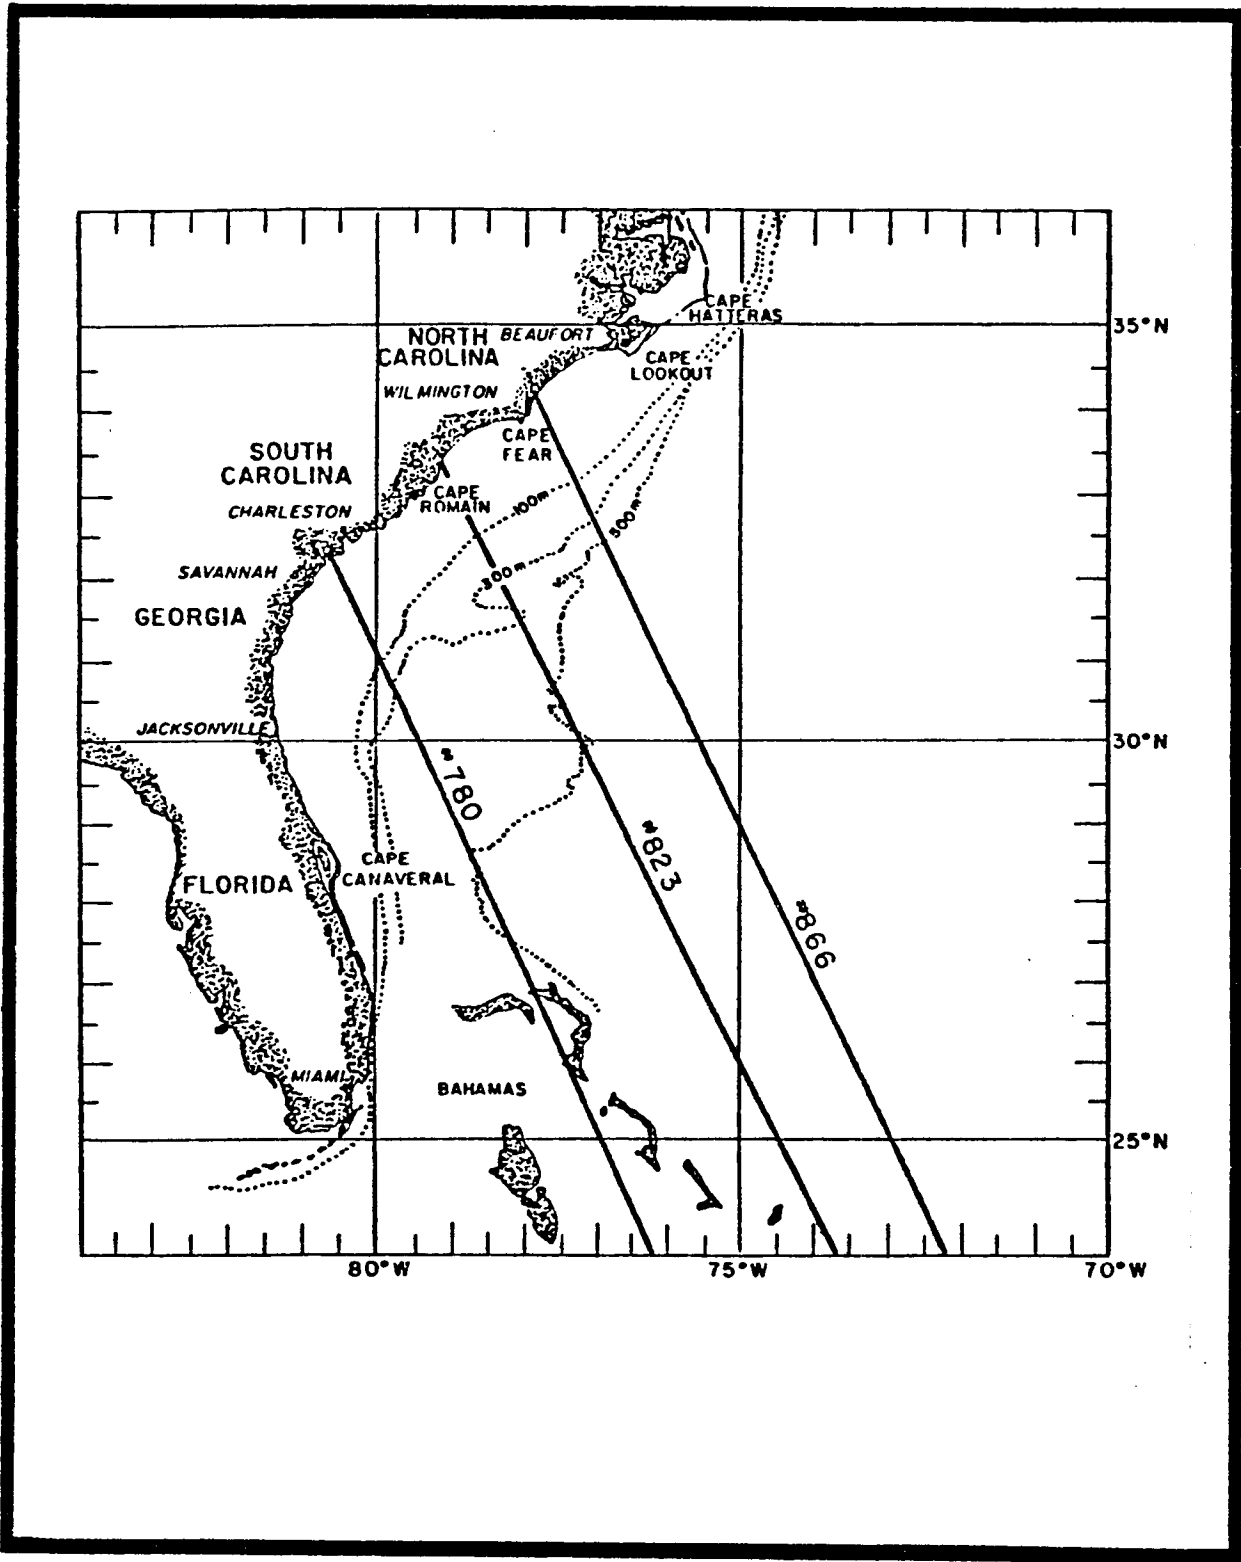 CAPE
HATTERAS
35°N
NORTH
CAROLINA
BEAUFORT
CAPE
LOOKOUT
WILMINGTON
CAPE
FEAR
SOUTH
CAROLINA
CAPE
ROMAIN
100m
500m
CHARLESTON
300m
SAVANNAH
GEORGIA
JACKSONVILLE
30°N
#780
#823
CAPE
CANAVERAL
FLORIDA
#866
MIAMI
BAHAMAS
25°N
80°W
75°W
70°W